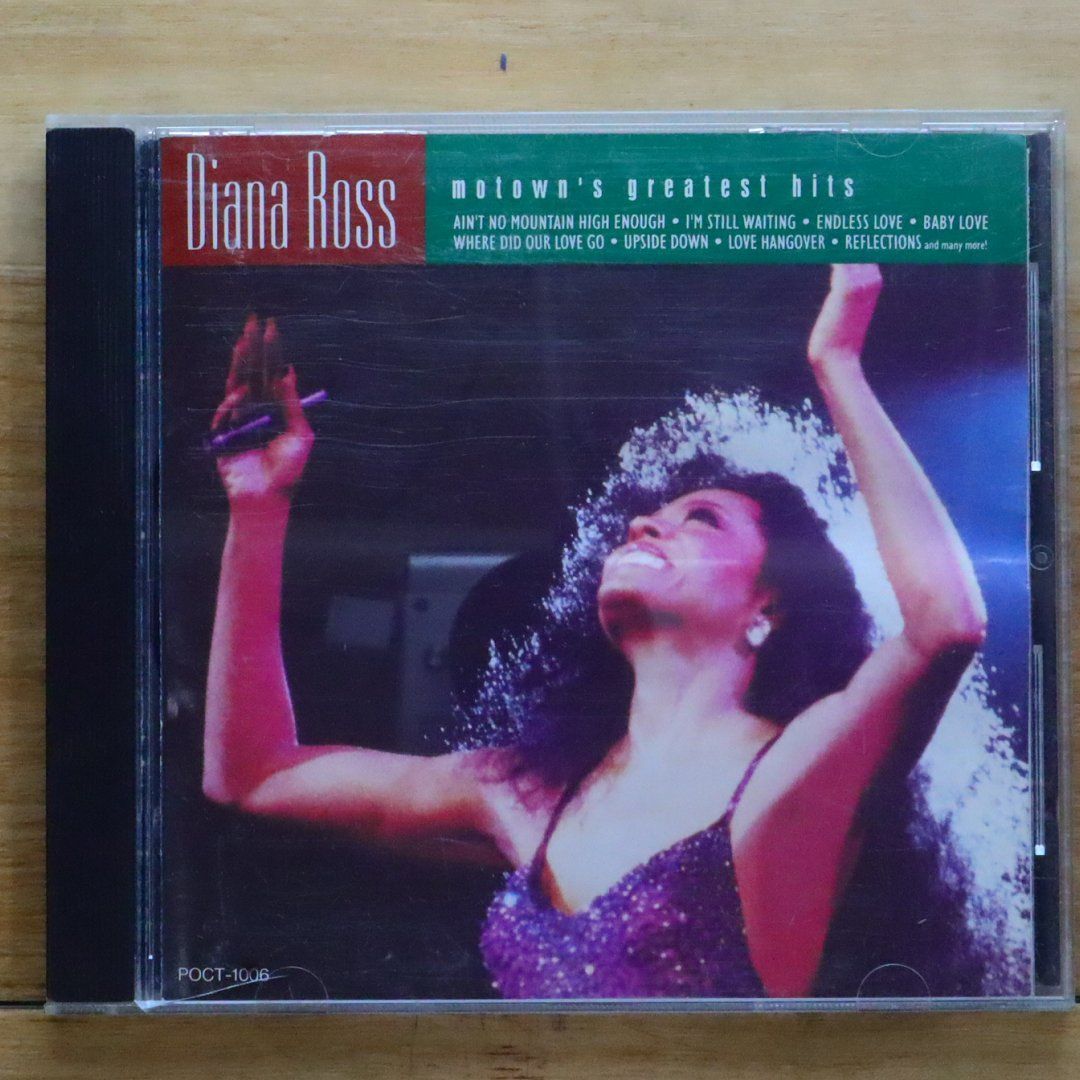 Diana Ross
motown's greatest hits
AIN'T NO MOUNTAIN HIGH ENOUGH • I'M STILL WAITING • ENDLESS LOVE • BABY LOVE
WHERE DID OUR LOVE GO • UPSIDE DOWN • LOVE HANGOVER • REFLECTIONS and many more!
POCT-1006